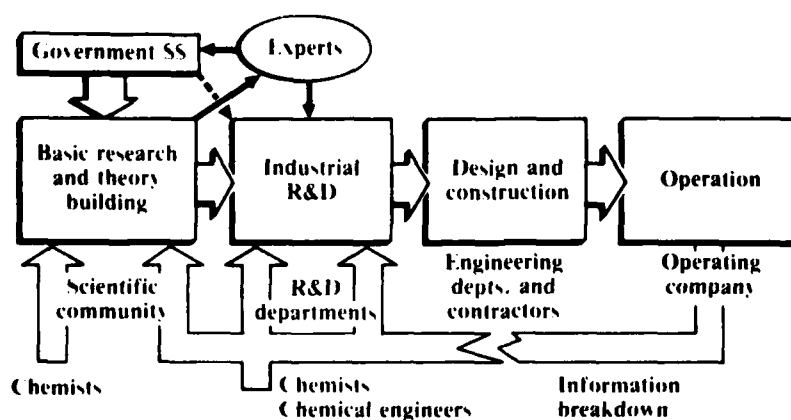 Government $$
Experts
Basic research
and theory
building
Industrial
R&D
Design and
construction
Operation
Scientific
community
R&D
departments
Engineering
depts. and
contractors
Operating
company
Chemists
Chemists
Chemical engineers
Information
breakdown